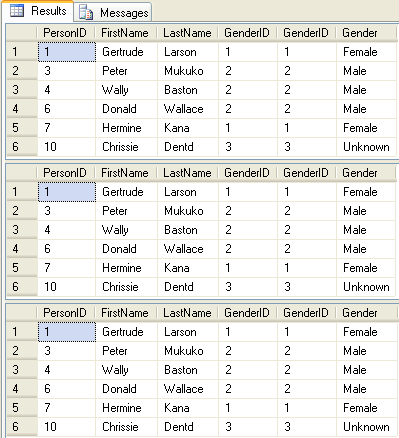 Results Messages
PersonID FirstName LastName GenderID GenderID Gender
1 1 Gertrude Larson 1 1 Female
2 3 Peter Mukuko 2 2 Male
3 4 Wally Baston 2 2 Male
4 6 Donald Wallace 2 2 Male
5 7 Hermine Kana 1 1 Female
6 10 Chrissie Dentd 3 3 Unknown
PersonID FirstName LastName GenderID GenderID Gender
1 1 Gertrude Larson 1 1 Female
2 3 Peter Mukuko 2 2 Male
3 4 Wally Baston 2 2 Male
4 6 Donald Wallace 2 2 Male
5 7 Hermine Kana 1 1 Female
6 10 Chrissie Dentd 3 3 Unknown
PersonID FirstName LastName GenderID GenderID Gender
1 1 Gertrude Larson 1 1 Female
2 3 Peter Mukuko 2 2 Male
3 4 Wally Baston 2 2 Male
4 6 Donald Wallace 2 2 Male
5 7 Hermine Kana 1 1 Female
6 10 Chrissie Dentd 3 3 Unknown